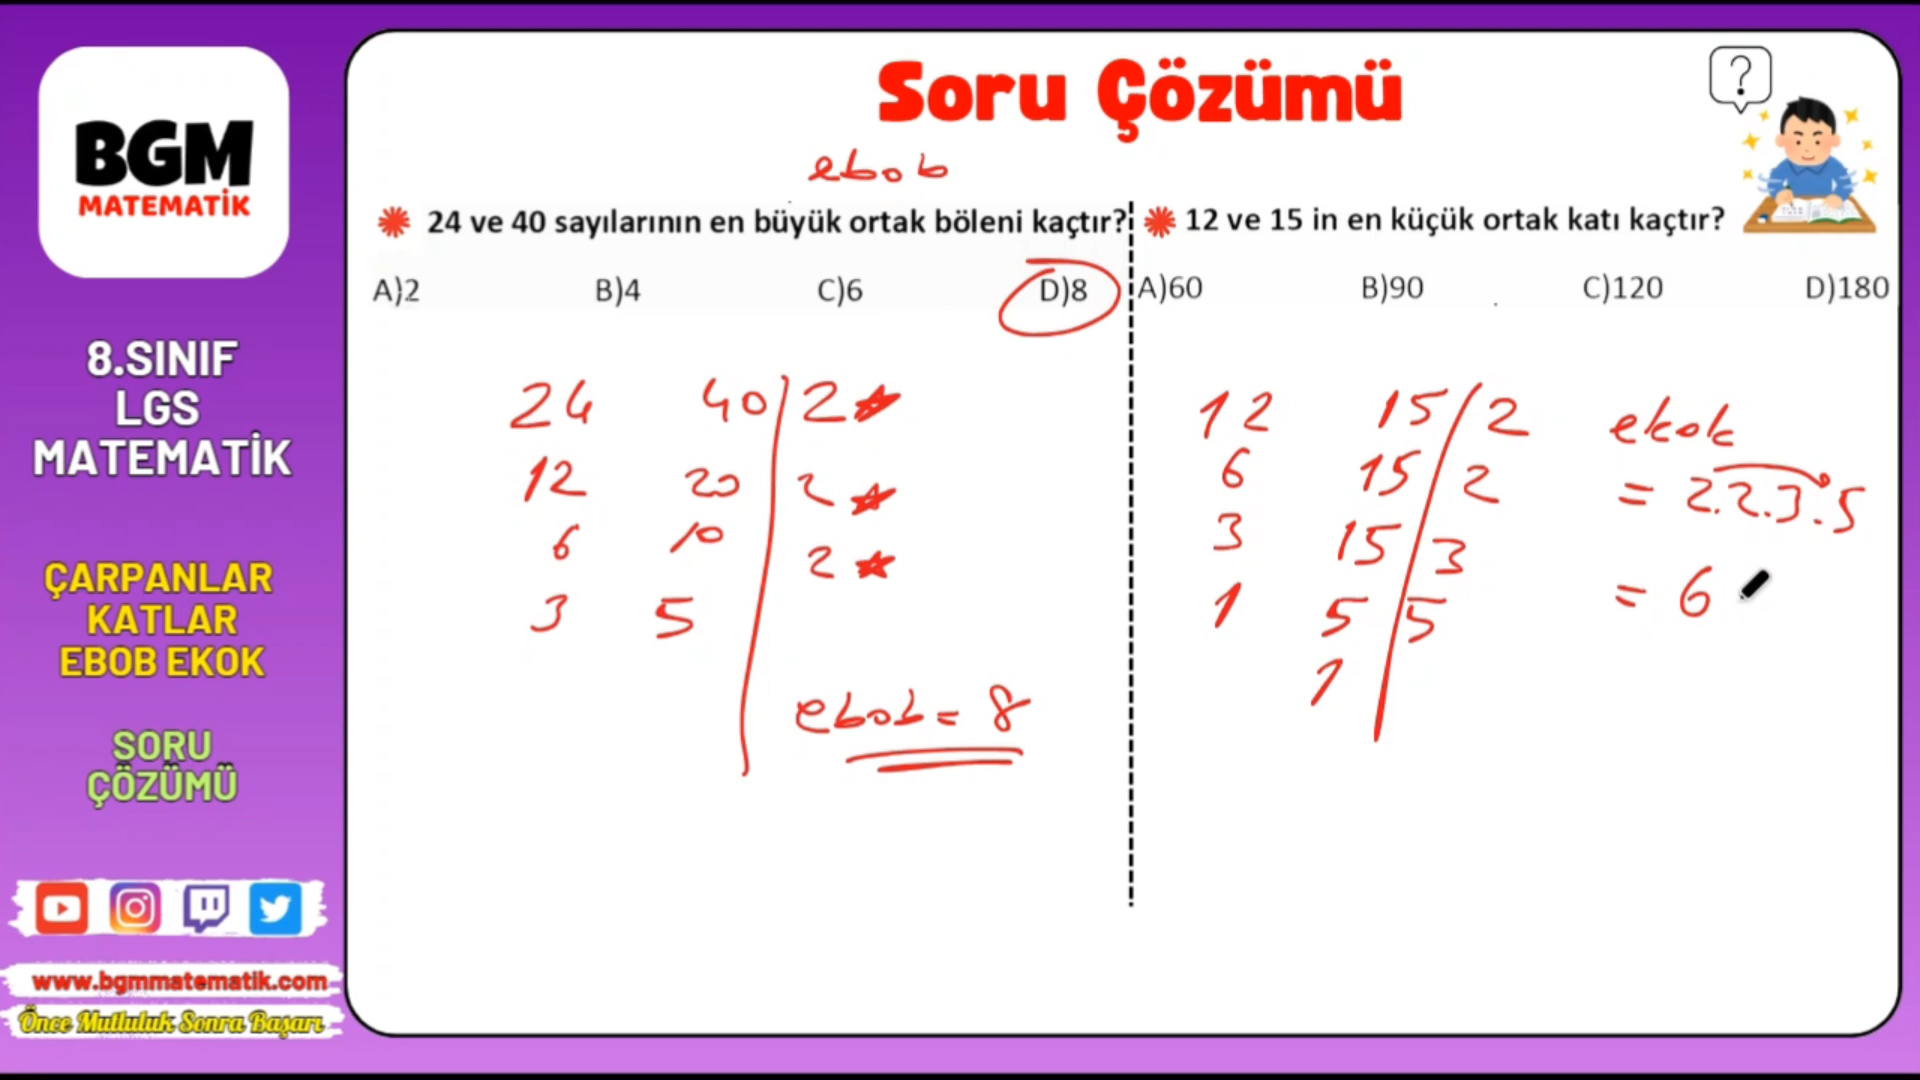 BGM
MATEMATİK
8.SINIF
LGS
MATEMATİK
ÇARPANLAR
KATLAR
EBOB EKOK
SORU
ÇÖZÜMÜ
www.bgmmatematik.com
Önce Mutluluk Sonra Başarı
Soru Çözümü
?
ebob
24 ve 40 sayılarının en büyük ortak böleni kaçtır?
A)2 B)4 C)6 D)8
24 40 2
12 20 2
6 10 2
3 5
ebob = 8
12 ve 15 in en küçük ortak katı kaçtır?
A)60 B)90 C)120 D)180
12 15 2
6 15 2
3 15 3
1 5 5
1
ekok
= 2.2.3.5
= 6